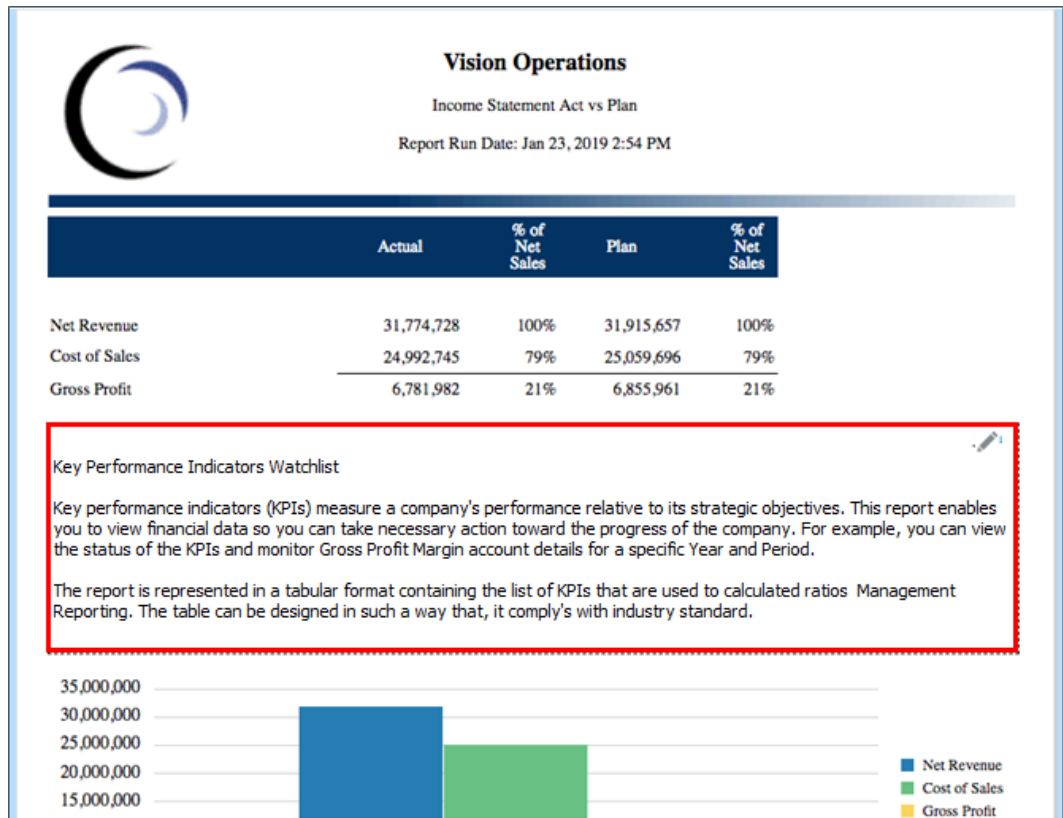 Vision Operations
Income Statement Act vs Plan
Report Run Date: Jan 23, 2019 2:54 PM
Actual % of Net Sales Plan % of Net Sales
Net Revenue 31,774,728 100% 31,915,657 100%
Cost of Sales 24,992,745 79% 25,059,696 79%
Gross Profit 6,781,982 21% 6,855,961 21%
Key Performance Indicators Watchlist
Key performance indicators (KPIs) measure a company's performance relative to its strategic objectives. This report enables
you to view financial data so you can take necessary action toward the progress of the company. For example, you can view
the status of the KPIs and monitor Gross Profit Margin account details for a specific Year and Period.
The report is represented in a tabular format containing the list of KPIs that are used to calculated ratios  Management
Reporting. The table can be designed in such a way that, it comply's with industry standard.
35,000,000
30,000,000
25,000,000
20,000,000
15,000,000
Net Revenue
Cost of Sales
Gross Profit